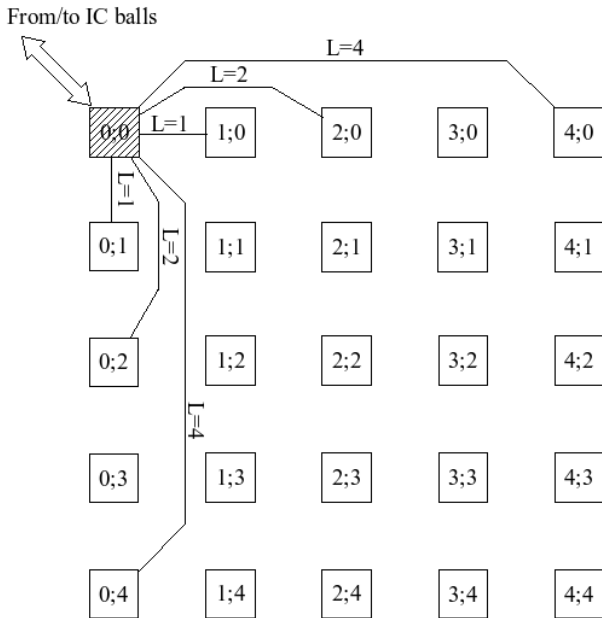 From/to IC balls
L=4
L=2
L=1
0;0 1;0 2;0 3;0 4;0
L=1
L=2
0;1 1;1 2;1 3;1 4;1
0;2 1;2 2;2 3;2 4;2
L=4
0;3 1;3 2;3 3;3 4;3
0;4 1;4 2;4 3;4 4;4